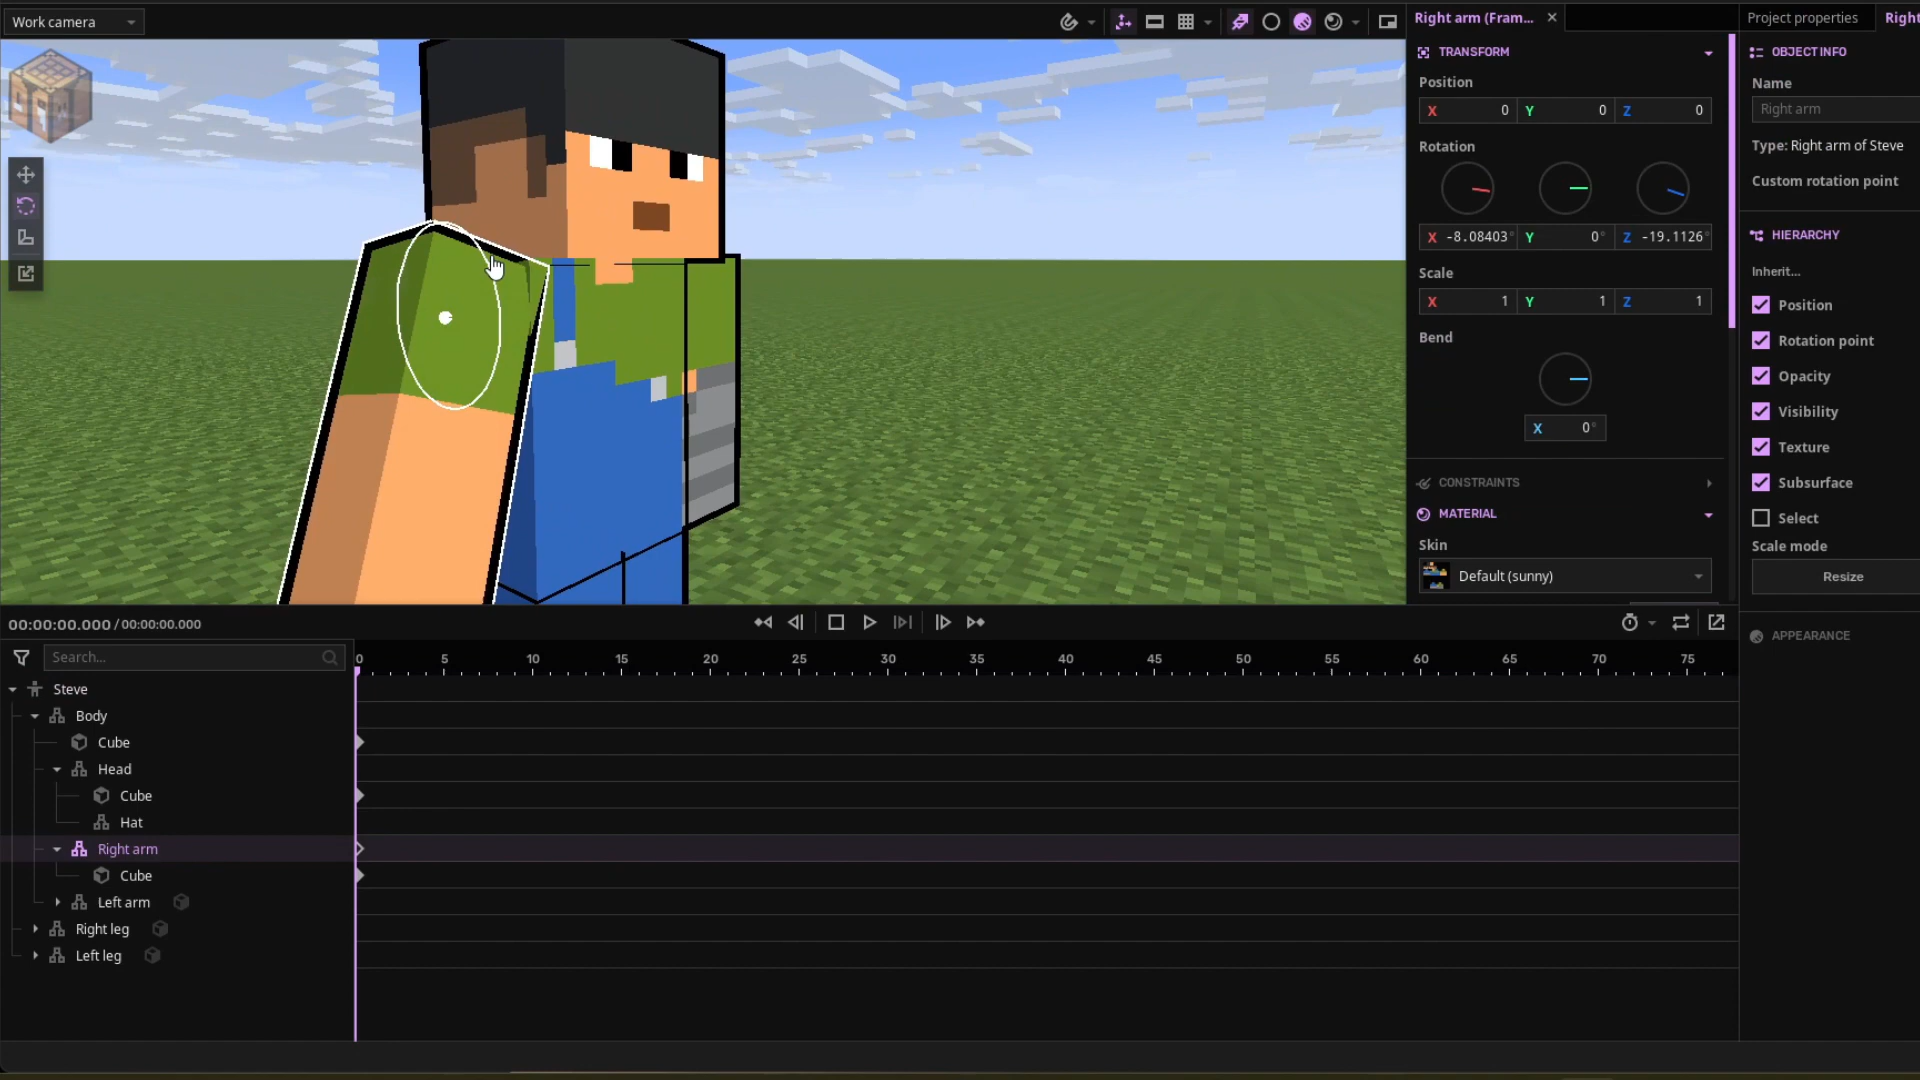 Work camera
Right arm (Fram...
Project properties
Right
TRANSFORM
Position
X 0 Y 0 Z 0
Rotation
X -8.08403° Y 0° Z -19.1126°
Scale
X 1 Y 1 Z 1
Bend
X 0°
CONSTRAINTS
MATERIAL
Skin
Default (sunny)
OBJECT INFO
Name
Right arm
Type: Right arm of Steve
Custom rotation point
HIERARCHY
Inherit...
Position
Rotation point
Opacity
Visibility
Texture
Subsurface
Select
Scale mode
Resize
APPEARANCE
00:00:00.000 / 00:00:00.000
Search...
0 5 10 15 20 25 30 35 40 45 50 55 60 65 70 75
Steve
Body
Cube
Head
Cube
Hat
Right arm
Cube
Left arm
Right leg
Left leg